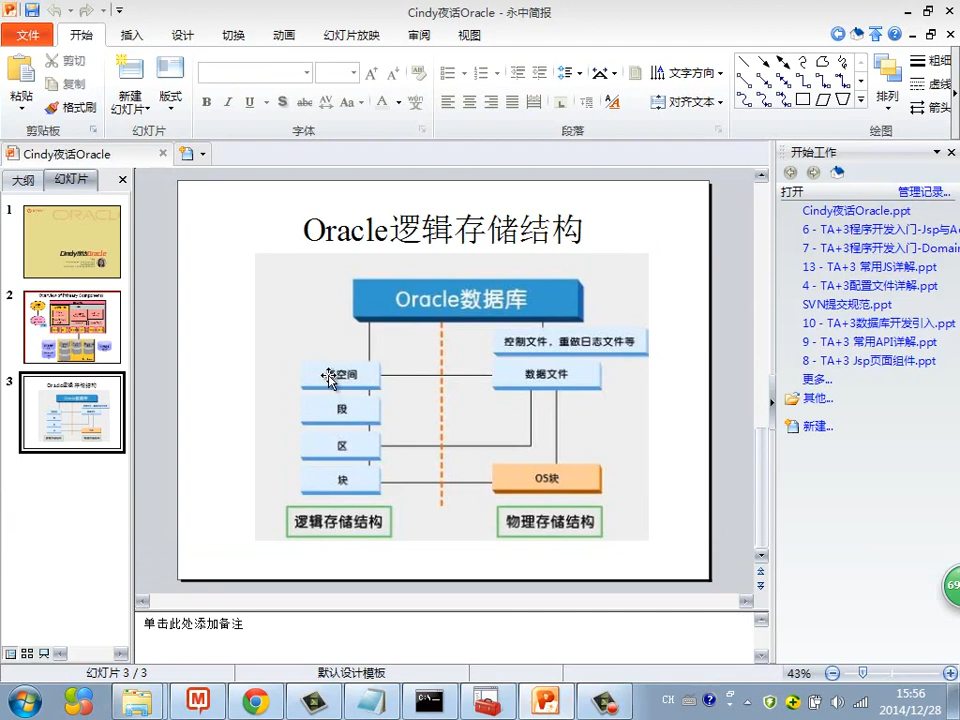 Cindy夜话Oracle - 永中简报
文件 开始 插入 设计 切换 动画 幻灯片放映 审阅 视图
粘贴 剪切 复制 格式刷
新建 幻灯片 版式
B I U S abc AV Aa A
文字方向
对齐文本
排列 粗细 虚线 箭头
剪贴板 幻灯片 字体 段落 绘图
Cindy夜话Oracle
大纲 幻灯片
1
2
3
Oracle逻辑存储结构
Oracle数据库
控制文件，重做日志文件等
空间 数据文件
段
区
块 OS块
逻辑存储结构 物理存储结构
单击此处添加备注
开始工作
打开 管理记录...
Cindy夜话Oracle.ppt
6 - TA+3程序开发入门-Jsp与A
7 - TA+3程序开发入门-Domai
13 - TA+3 常用JS详解.ppt
4 - TA+3配置文件详解.ppt
SVN提交规范.ppt
10 - TA+3数据库开发引入.ppt
9 - TA+3 常用API详解.ppt
8 - TA+3 Jsp页面组件.ppt
更多...
其他...
新建...
69
幻灯片 3 / 3 默认设计模板 43%
CH 15:56
2014/12/28